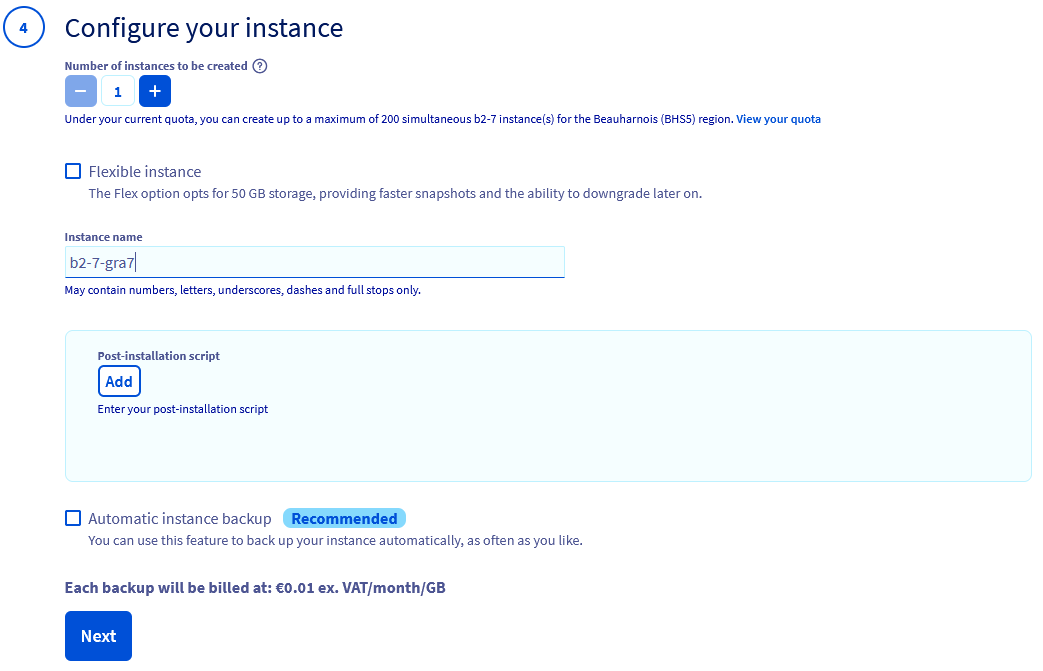 4
Configure your instance
Number of instances to be created ?
− 1 +
Under your current quota, you can create up to a maximum of 200 simultaneous b2-7 instance(s) for the Beauharnois (BHS5) region. View your quota
Flexible instance
The Flex option opts for 50 GB storage, providing faster snapshots and the ability to downgrade later on.
Instance name
b2-7-gra7
May contain numbers, letters, underscores, dashes and full stops only.
Post-installation script
Add
Enter your post-installation script
Automatic instance backup Recommended
You can use this feature to back up your instance automatically, as often as you like.
Each backup will be billed at: €0.01 ex. VAT/month/GB
Next